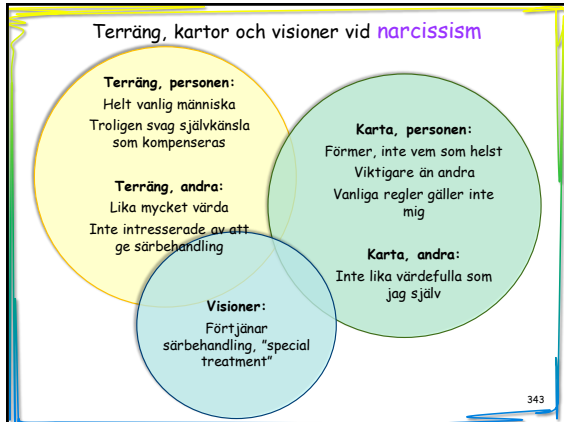 Terräng, kartor och visioner vid narcissism
Terräng, personen:
Helt vanlig människa
Troligen svag självkänsla
som kompenseras
Terräng, andra:
Lika mycket värda
Inte intresserade av att
ge särbehandling
Karta, personen:
Förmer, inte vem som helst
Viktigare än andra
Vanliga regler gäller inte
mig
Karta, andra:
Inte lika värdefulla som
jag själv
Visioner:
Förtjänar
särbehandling, ”special
treatment”
343